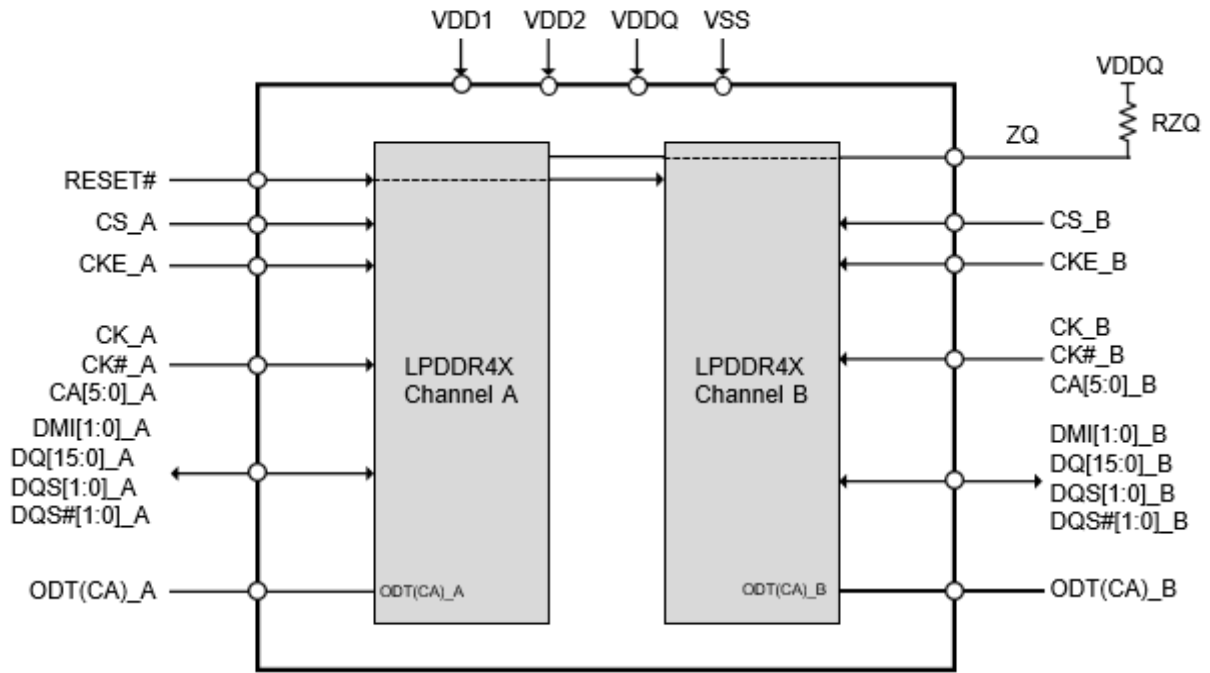 VDD1 VDD2 VDDQ VSS
VDDQ
RZQ
ZQ
RESET#
CS_A
CKE_A
CK_A
CK#_A
CA[5:0]_A
DMI[1:0]_A
DQ[15:0]_A
DQS[1:0]_A
DQS#[1:0]_A
ODT(CA)_A
LPDDR4X
Channel A
ODT(CA)_A
LPDDR4X
Channel B
ODT(CA)_B
CS_B
CKE_B
CK_B
CK#_B
CA[5:0]_B
DMI[1:0]_B
DQ[15:0]_B
DQS[1:0]_B
DQS#[1:0]_B
ODT(CA)_B